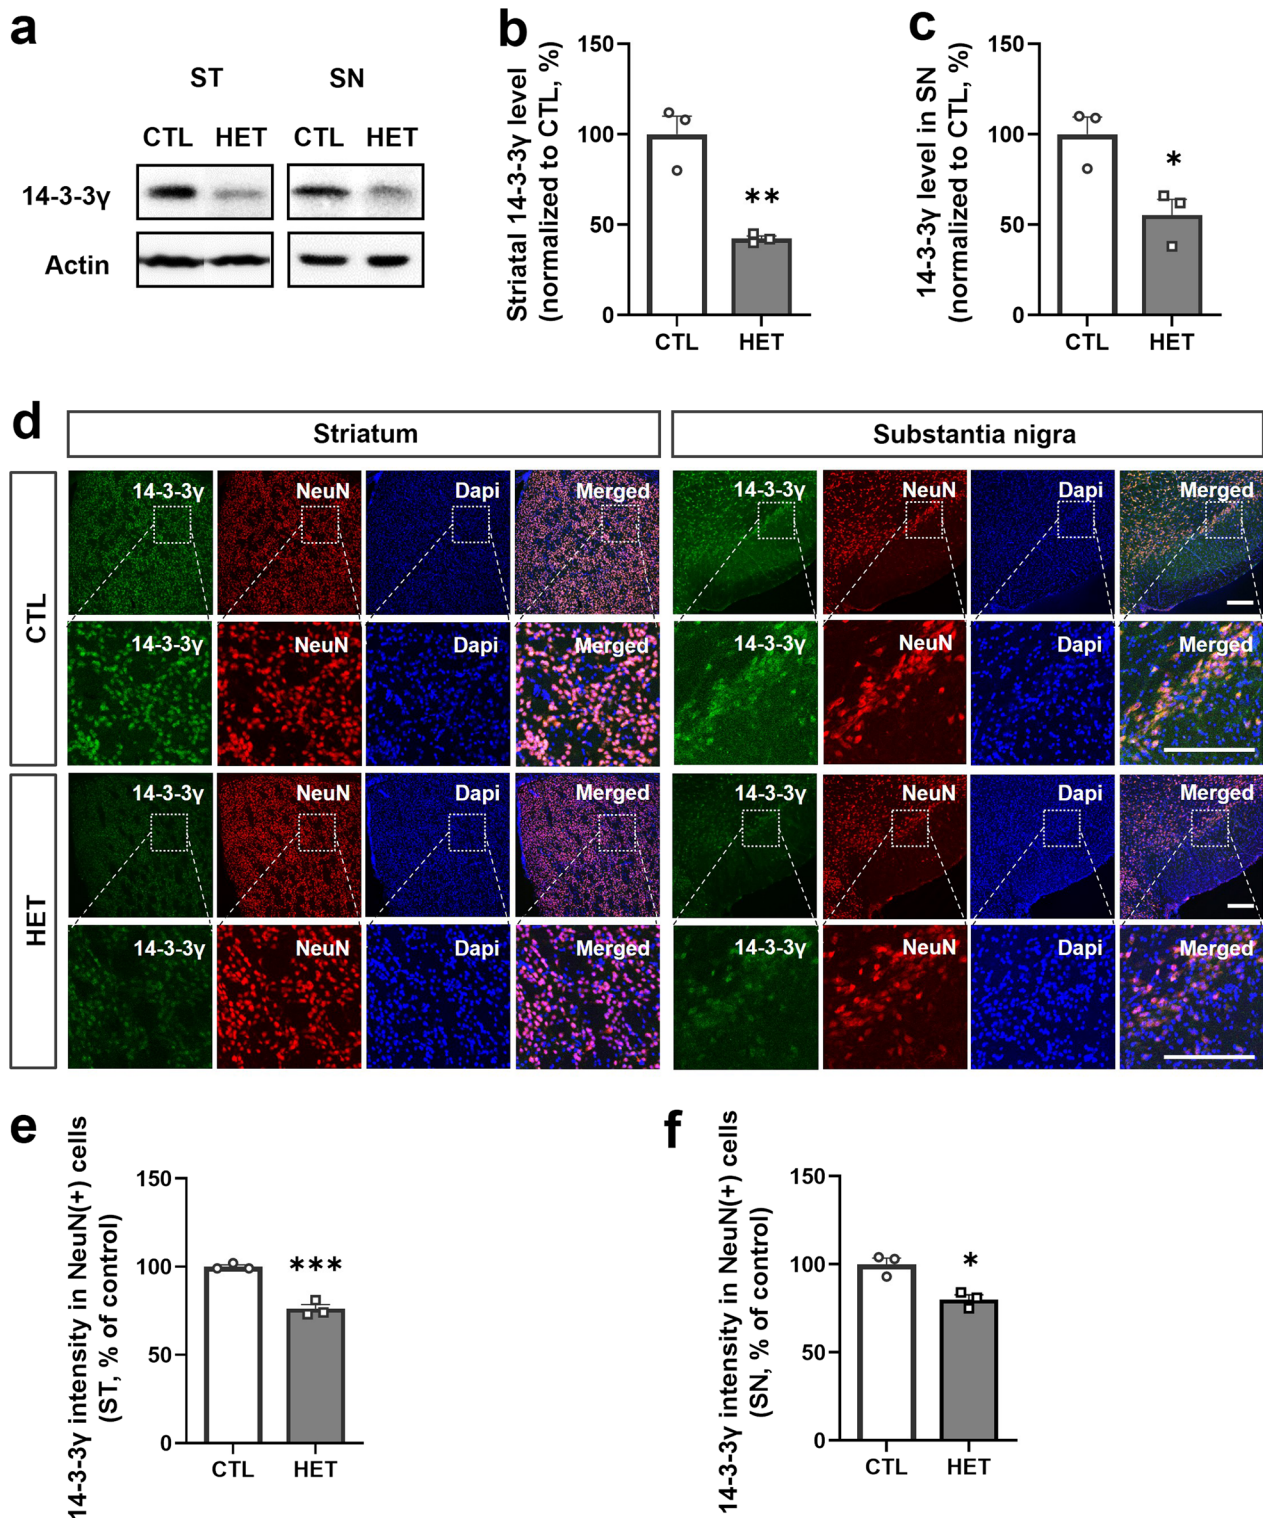 a
ST SN
CTL HET CTL HET
14-3-3γ
Actin
b
Striatal 14-3-3γ level
(normalized to CTL, %)
150
100
50
0
**
CTL HET
c
14-3-3γ level in SN
(normalized to CTL, %)
150
100
50
0
*
CTL HET
d
Striatum Substantia nigra
CTL
14-3-3γ NeuN Dapi Merged 14-3-3γ NeuN Dapi Merged
14-3-3γ NeuN Dapi Merged 14-3-3γ NeuN Dapi Merged
HET
14-3-3γ NeuN Dapi Merged 14-3-3γ NeuN Dapi Merged
14-3-3γ NeuN Dapi Merged 14-3-3γ NeuN Dapi Merged
e
14-3-3γ intensity in NeuN(+) cells
(ST, % of control)
150
100
50
0
***
CTL HET
f
14-3-3γ intensity in NeuN(+) cells
(SN, % of control)
150
100
50
0
*
CTL HET